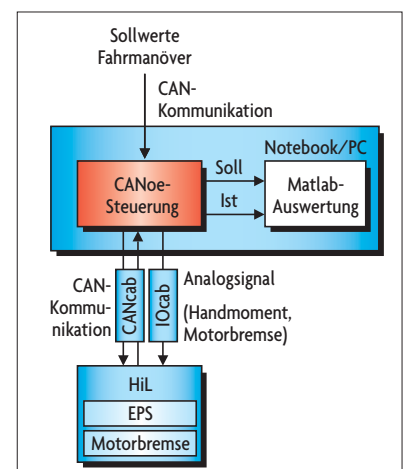 Sollwerte
Fahrmanöver
CAN-
Kommunikation
Notebook/PC
CANoe-
Steuerung
Soll
Ist
Matlab-
Auswertung
CAN-
Kommu-
nikation
CANcab
IOcab
Analogsignal
(Handmoment,
Motorbremse)
HiL
EPS
Motorbremse